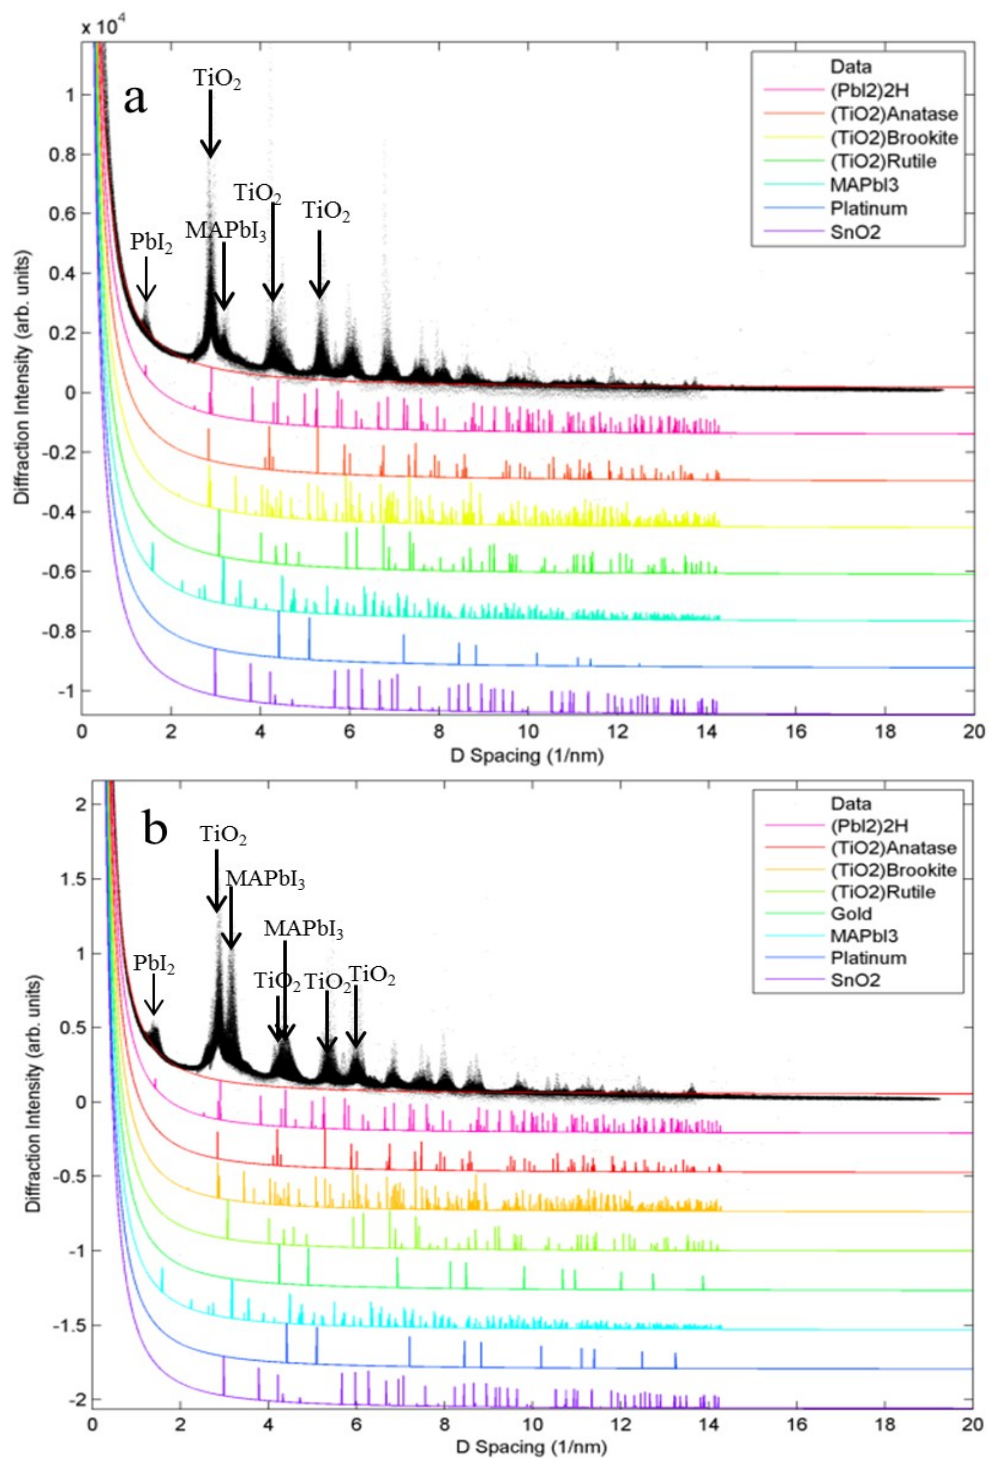 x 10⁴
a
TiO₂
TiO₂
TiO₂
MAPbI₃
PbI₂
Data
(PbI2)2H
(TiO2)Anatase
(TiO2)Brookite
(TiO2)Rutile
MAPbI3
Platinum
SnO2
Diffraction Intensity (arb. units)
1
0.8
0.6
0.4
0.2
0
-0.2
-0.4
-0.6
-0.8
-1
0 2 4 6 8 10 12 14 16 18 20
D Spacing (1/nm)
b
TiO₂
MAPbI₃
MAPbI₃
PbI₂
TiO₂
TiO₂
TiO₂
Data
(PbI2)2H
(TiO2)Anatase
(TiO2)Brookite
(TiO2)Rutile
Gold
MAPbI3
Platinum
SnO2
Diffraction Intensity (arb. units)
2
1.5
1
0.5
0
-0.5
-1
-1.5
-2
0 2 4 6 8 10 12 14 16 18 20
D Spacing (1/nm)